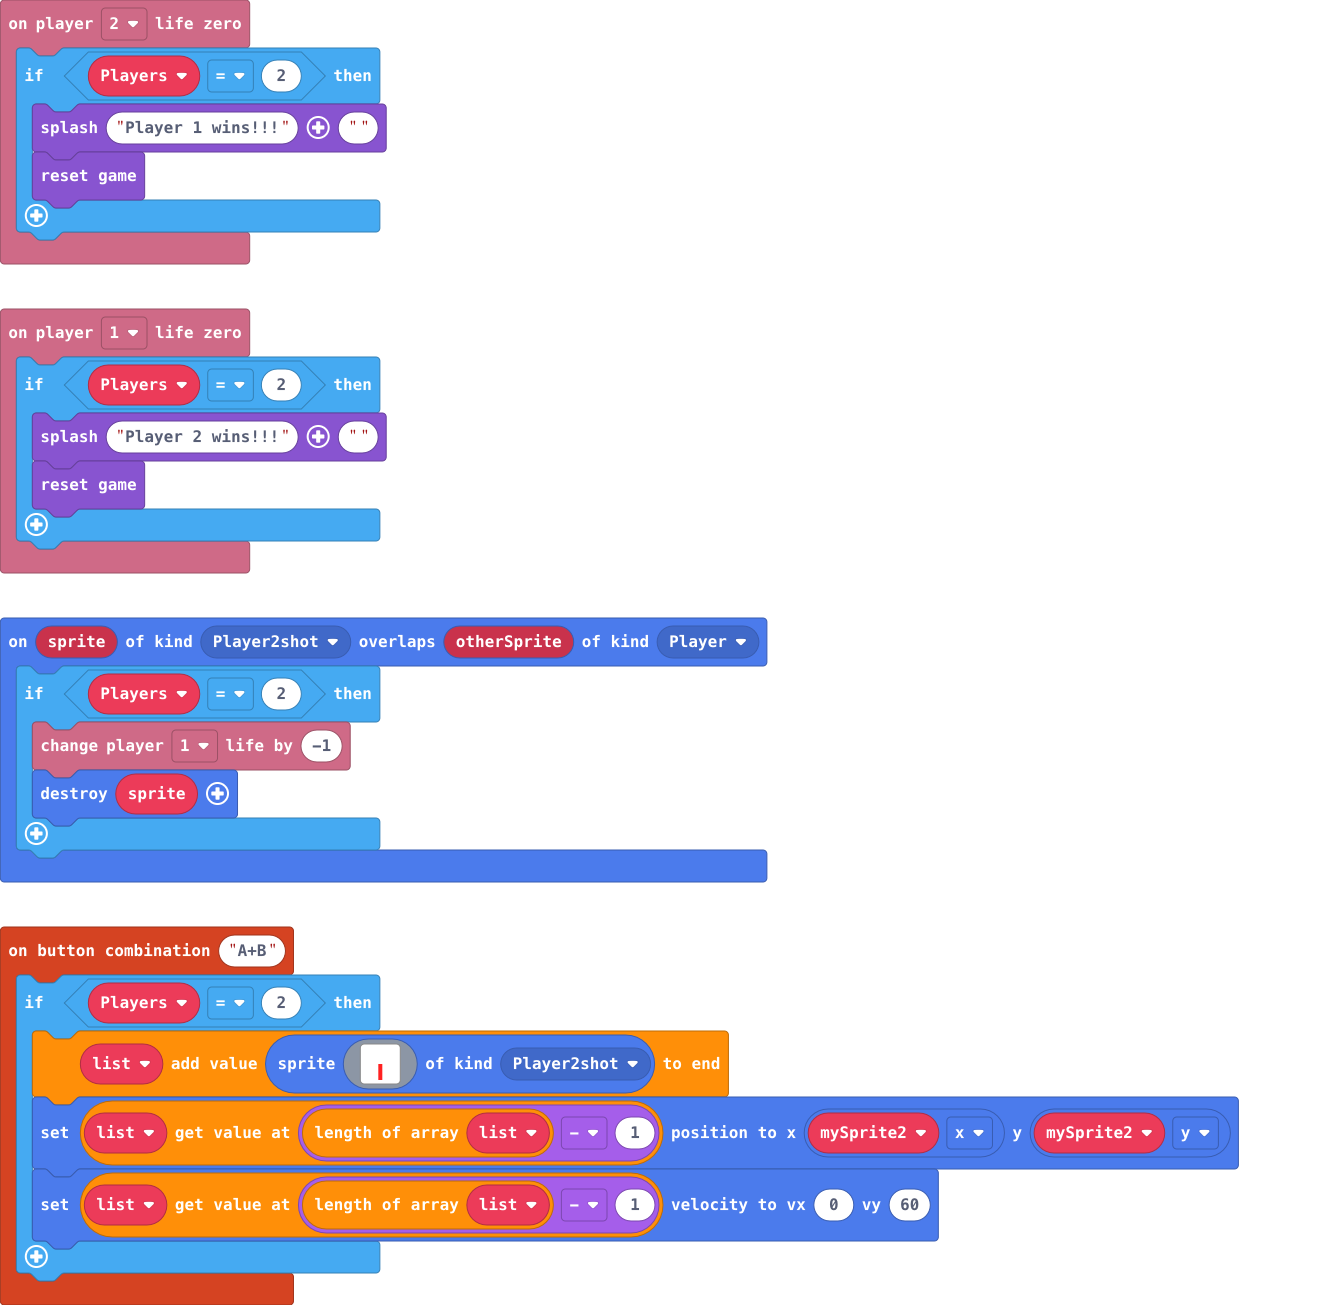 on player 2 life zero
if Players = 2 then
splash "Player 1 wins!!!" " "
reset game
on player 1 life zero
if Players = 2 then
splash "Player 2 wins!!!" " "
reset game
on sprite of kind Player2shot overlaps otherSprite of kind Player
if Players = 2 then
change player 1 life by -1
destroy sprite
on button combination "A+B"
if Players = 2 then
list add value sprite of kind Player2shot to end
set list get value at length of array list - 1 position to x mySprite2 x y mySprite2 y
set list get value at length of array list - 1 velocity to vx 0 vy 60